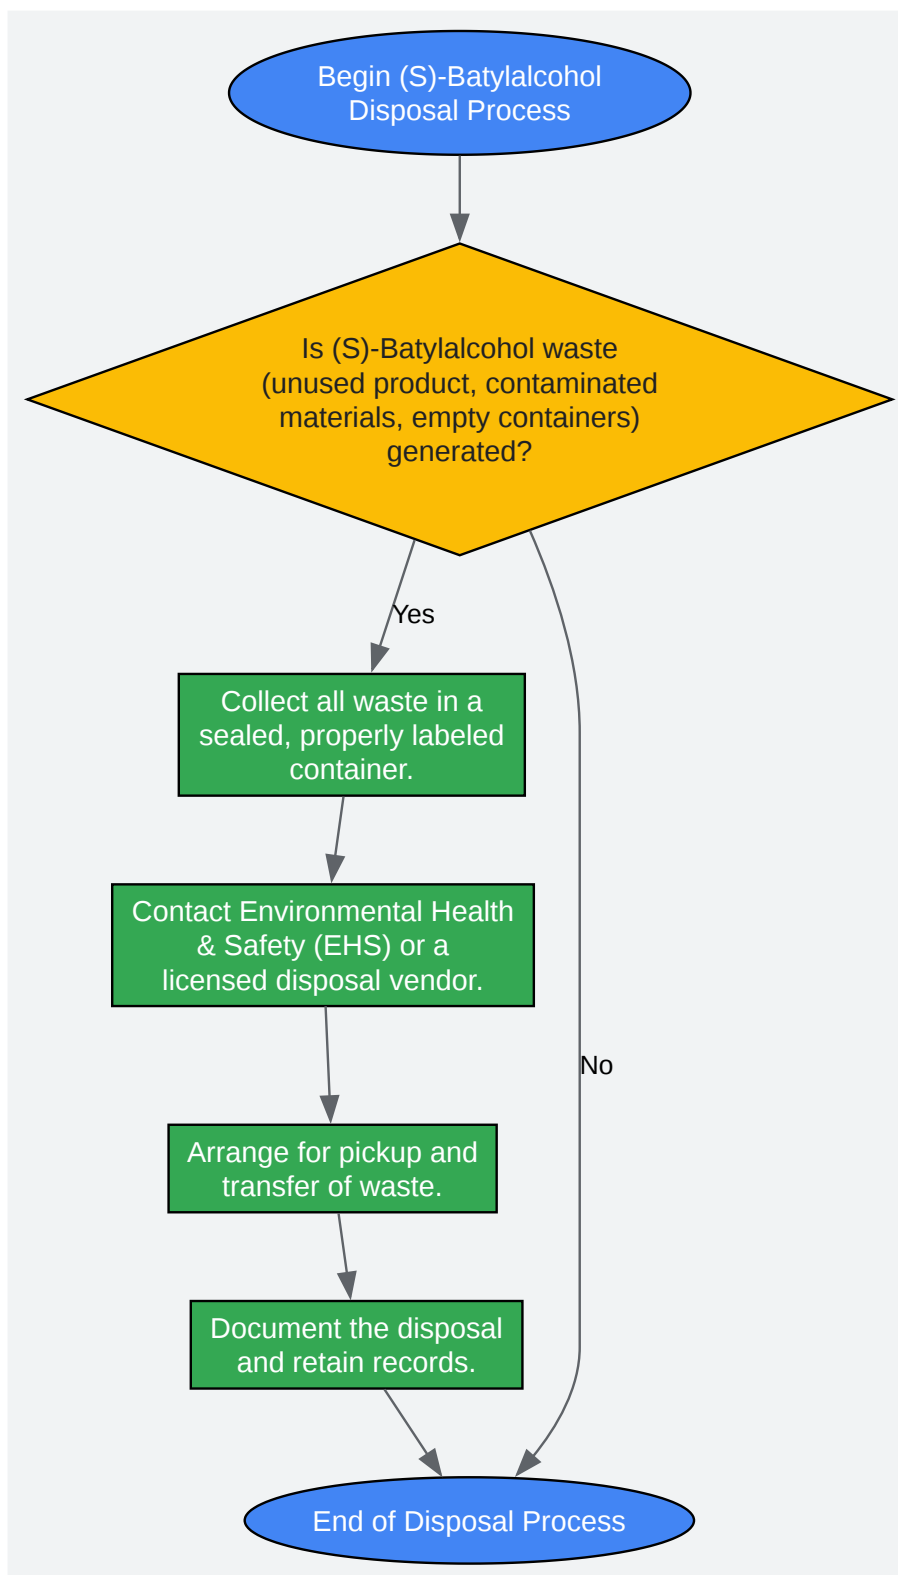 Begin (S)-Batylalcohol
Disposal Process
Is (S)-Batylalcohol waste
(unused product, contaminated
materials, empty containers)
generated?
Yes
Collect all waste in a
sealed, properly labeled
container.
Contact Environmental Health
& Safety (EHS) or a
licensed disposal vendor.
No
Arrange for pickup and
transfer of waste.
Document the disposal
and retain records.
End of Disposal Process